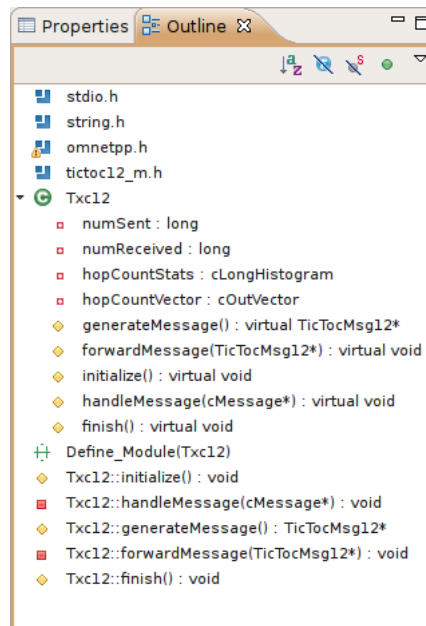 Properties Outline
stdio.h
string.h
omnetpp.h
tictoc12_m.h
Txc12
numSent : long
numReceived : long
hopCountStats : cLongHistogram
hopCountVector : cOutVector
generateMessage() : virtual TicTocMsg12*
forwardMessage(TicTocMsg12*) : virtual void
initialize() : virtual void
handleMessage(cMessage*) : virtual void
finish() : virtual void
Define_Module(Txc12)
Txc12::initialize() : void
Txc12::handleMessage(cMessage*) : void
Txc12::generateMessage() : TicTocMsg12*
Txc12::forwardMessage(TicTocMsg12*) : void
Txc12::finish() : void